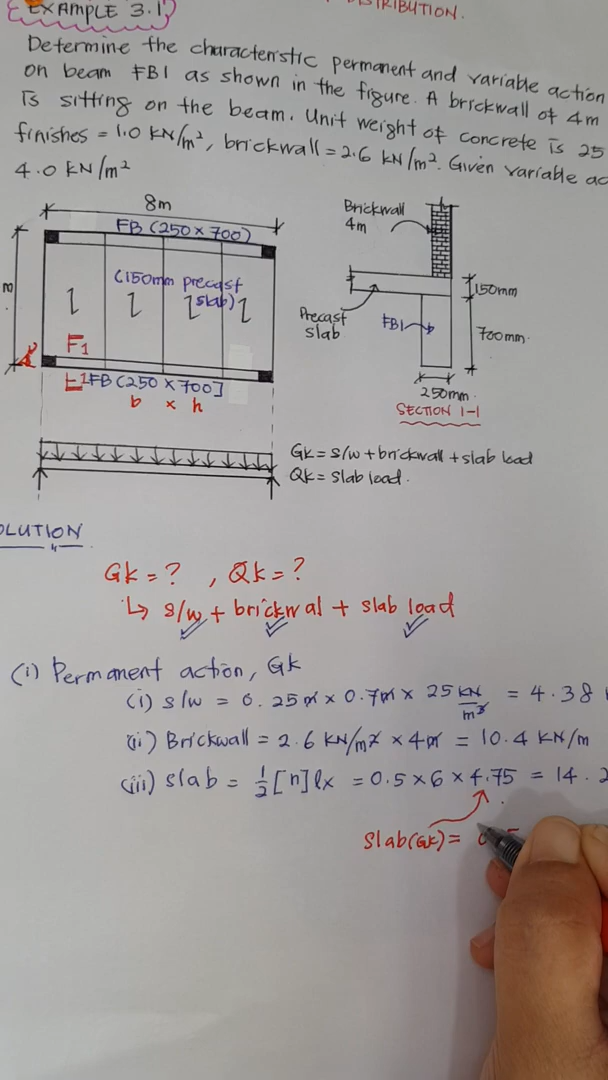 EXAMPLE 3.1
DISTRIBUTION.
Determine the characteristic permanent and variable action
on beam FB1 as shown in the figure. A brickwall of 4m
is sitting on the beam. Unit weight of concrete is 25
finishes = 1.0 kN/m², brickwall = 2.6 kN/m². Given variable ac
4.0 kN/m²
8m
FB (250 x 700)
(150mm precast
slab)
F1
FB (250 x 700]
b x h
Brickwall
4m
Precast
slab
FB1
150mm
700mm.
250mm.
SECTION 1-1
Gk = s/w + brickwall + slab load
Qk = slab load.
OLUTION
Gk = ? , Qk = ?
↳ s/w + brickwal + slab load
(i) Permanent action, Gk
(i) s/w = 0.25m x 0.7m x 25 kN/m³ = 4.38
(ii) Brickwall = 2.6 kN/m² x 4m = 10.4 kN/m
(iii) slab = ½ [n] lx = 0.5 x 6 x 4.75 = 14.2
slab(Gk) =